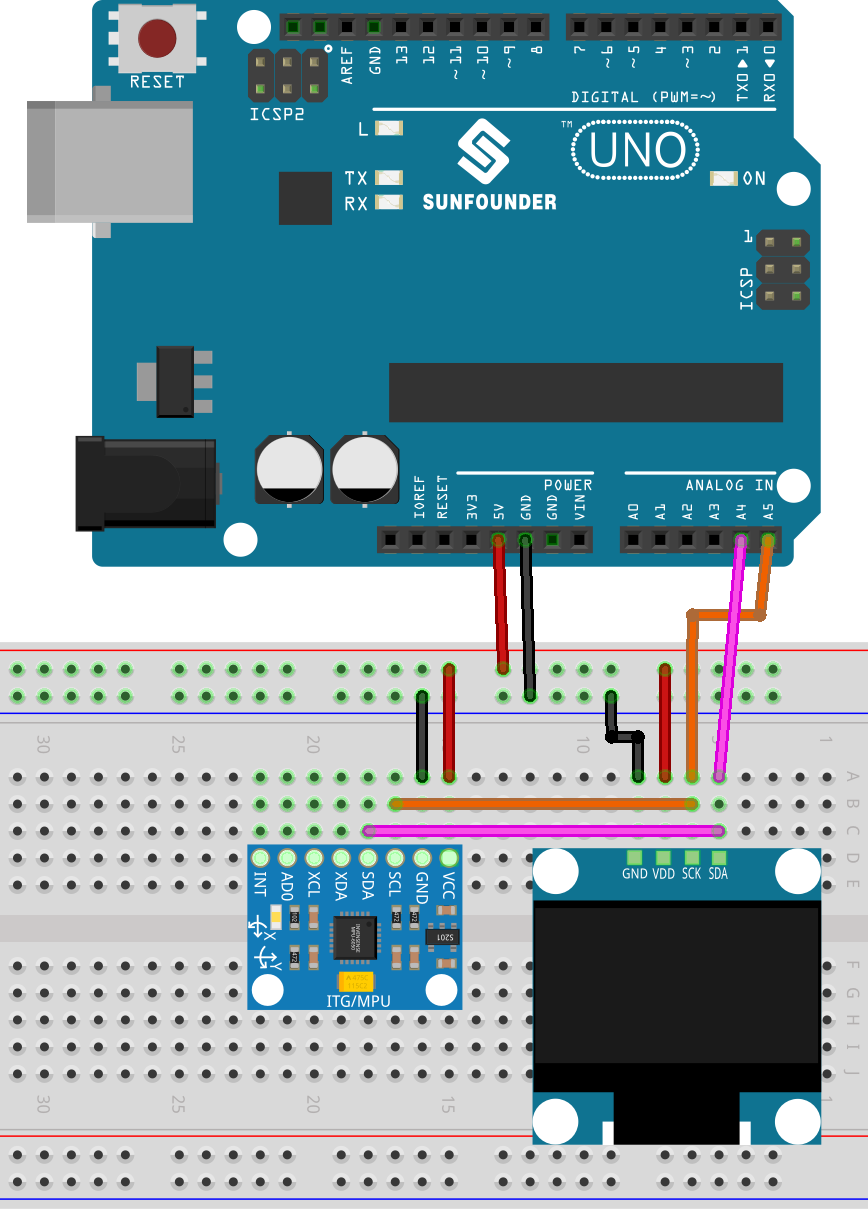 RESET
ICSP2
AREF
GND
13
12
~11
~10
~9
8
7
~6
~5
4
~3
2
TX0▶1
RX0◀0
DIGITAL (PWM=~)
L
TX
RX
SUNFOUNDER
™
UNO
ON
1
ICSP
POWER
ANALOG IN
IOREF
RESET
3V3
5V
GND
GND
VIN
A0
A1
A2
A3
A4
A5
30
25
20
10
1
A
B
C
D
E
INT
AD0
XCL
XDA
SDA
SCL
GND
VCC
GND
VDD
SCK
SDA
X
Y
472
472
S201
ITG/MPU
F
G
H
I
J
30
25
20
15
1